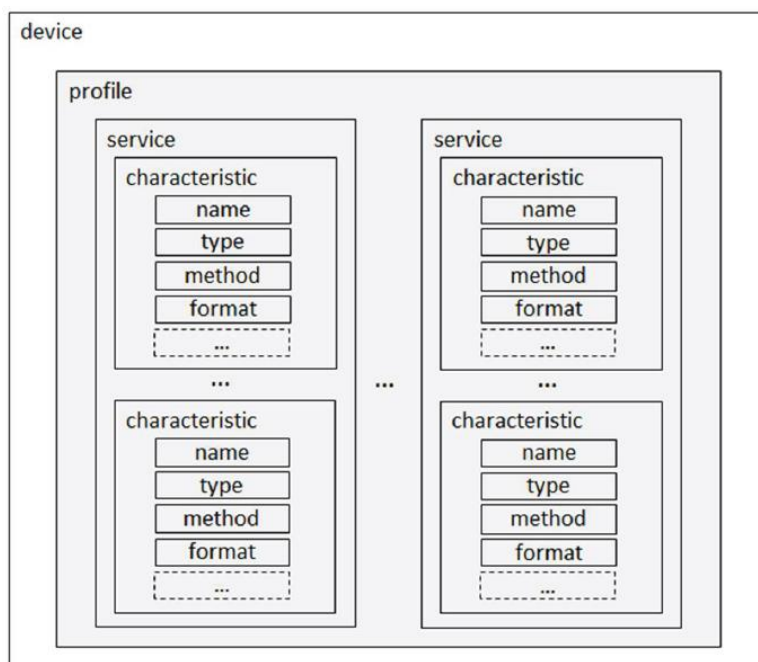 device
profile
service
characteristic
name
type
method
format
...
...
characteristic
name
type
method
format
...
...
service
characteristic
name
type
method
format
...
...
characteristic
name
type
method
format
...